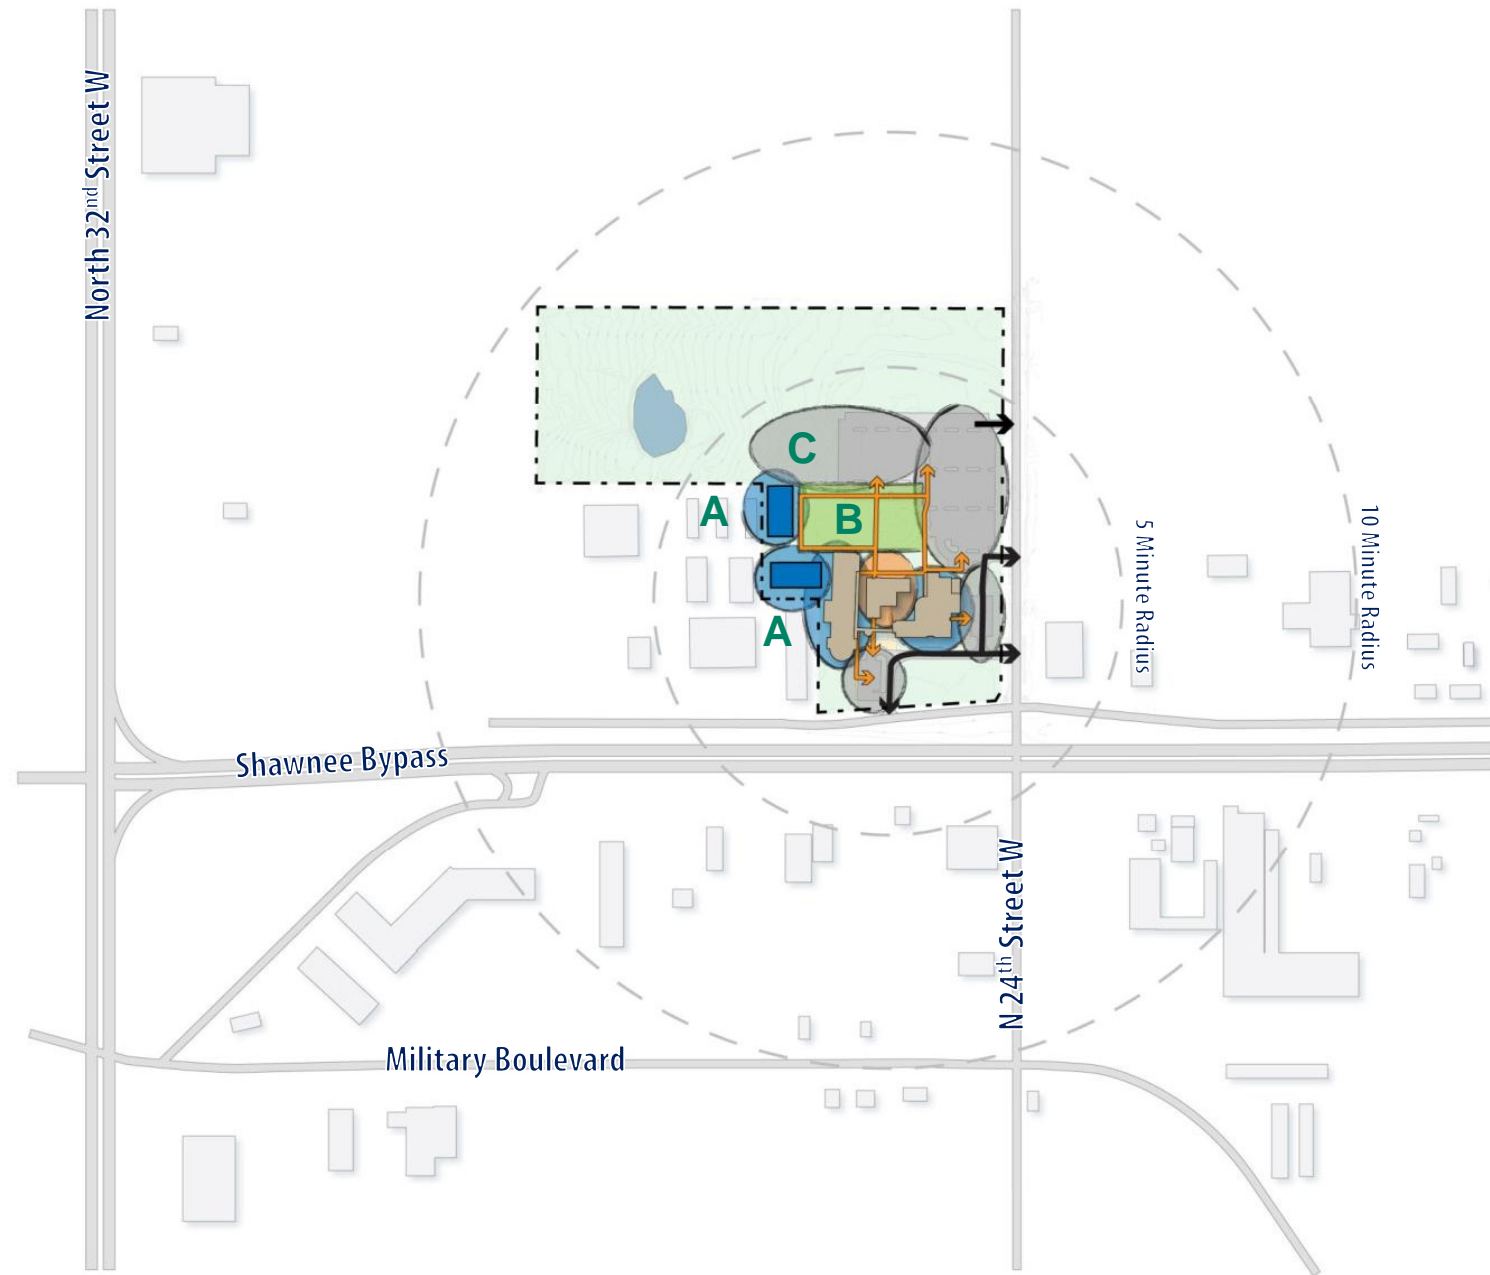 North 32nd Street W
C
A
B
5 Minute Radius
10 Minute Radius
A
Shawnee Bypass
N 24th Street W
Military Boulevard